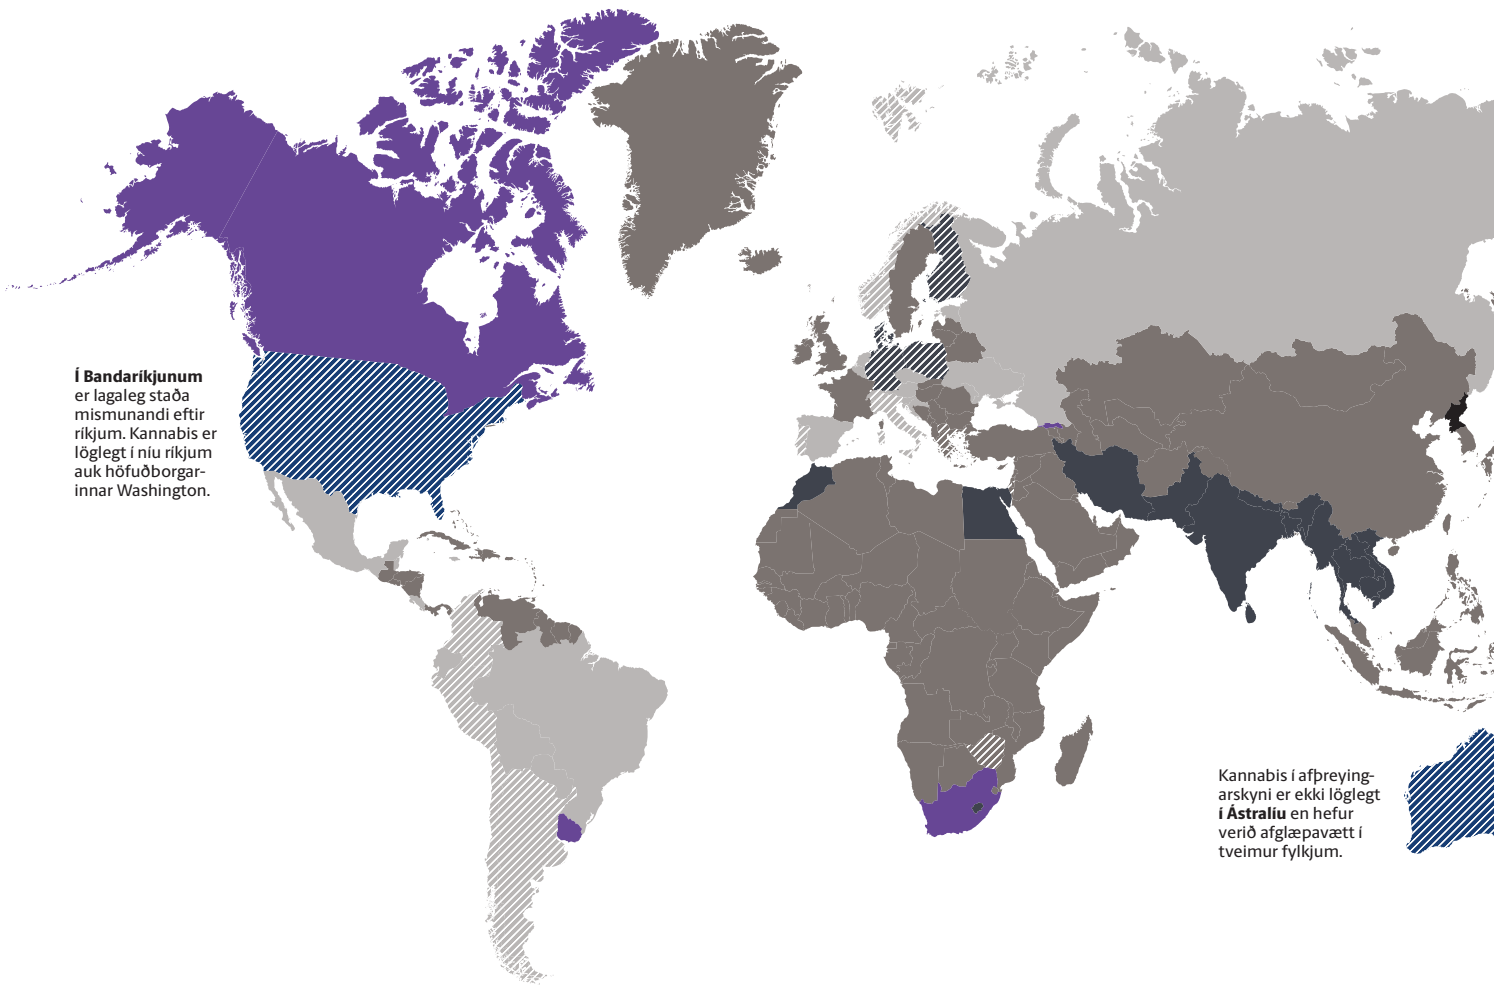 Í Bandaríkjunum
er lagaleg staða
mismunandi eftir
ríkjum. Kannabis er
löglegt í níu ríkjum
auk höfuðborgar-
innar Washington.
Kannabis í afþreying-
arskyni er ekki löglegt
í Ástralíu en hefur
verið afglæpavætt í
tveimur fylkjum.